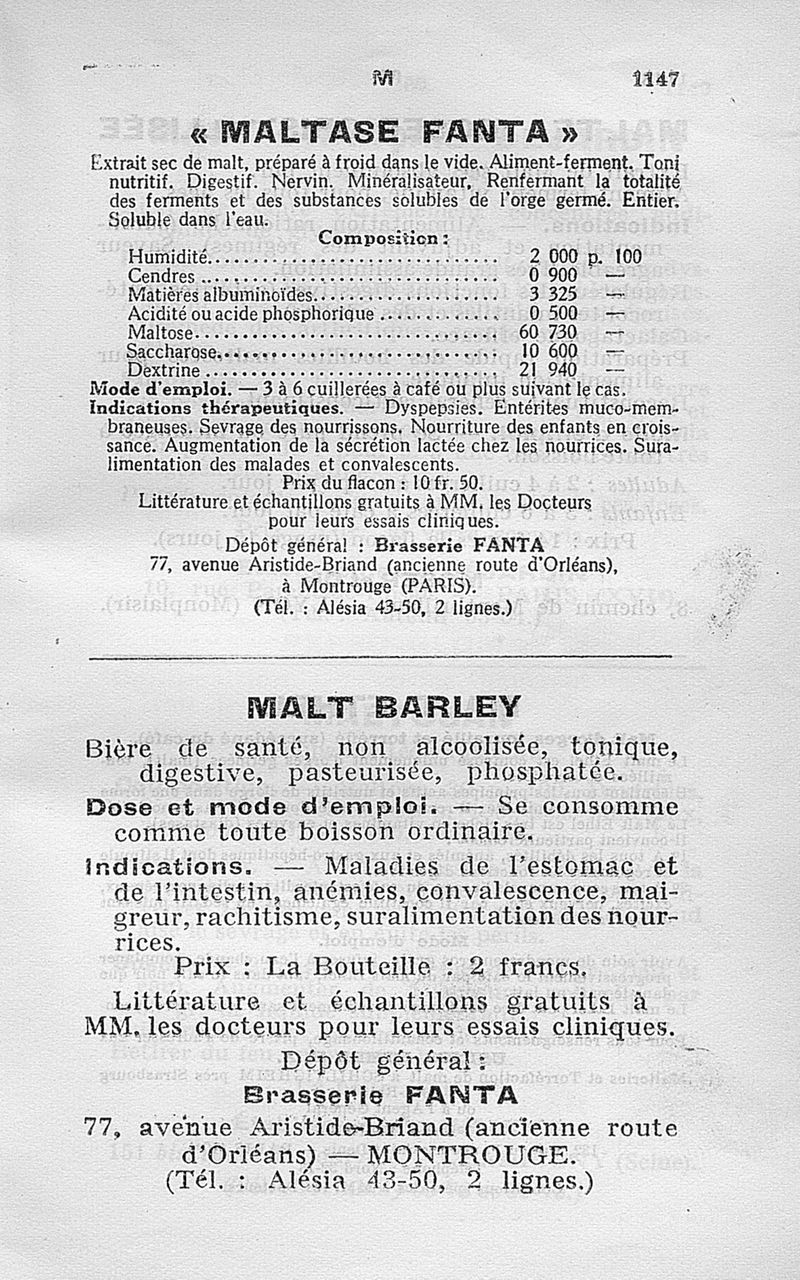 M 1147
« MALTASE FANTA »
Extrait sec de malt, préparé à froid dans le vide. Aliment-ferment. Toni
nutritif. Digestif. Nervin. Minéralisateur. Renfermant la totalité
des ferments et des substances solubles de l'orge germé. Entier.
Soluble dans l'eau.
Composition :
Humidité................................ 2 000 p. 100
Cendres ................................ 0 900 —
Matières albuminoïdes.................... 3 325 —
Acidité ou acide phosphorique ............ 0 500 —
Maltose................................ 60 730 —
Saccharose............................. 10 600 —
Dextrine ............................... 21 940 —
Mode d'emploi. — 3 à 6 cuillerées à café ou plus suivant le cas.
Indications thérapeutiques. — Dyspepsies. Entérites muco-mem-
braneuses. Sevrage des nourrissons. Nourriture des enfants en crois-
sance. Augmentation de la sécrétion lactée chez les nourrices. Sura-
limentation des malades et convalescents.
Prix du flacon : 10 fr. 50.
Littérature et échantillons gratuits à MM. les Docteurs
pour leurs essais cliniques.
Dépôt général : Brasserie FANTA
77, avenue Aristide-Briand (ancienne route d'Orléans),
à Montrouge (PARIS).
(Tél. : Alésia 43-50, 2 lignes.)
MALT BARLEY
Bière de santé, non alcoolisée, tonique,
digestive, pasteurisée, phosphatée.
Dose et mode d'emploi. — Se consomme
comme toute boisson ordinaire.
Indications. — Maladies de l'estomac et
de l'intestin, anémies, convalescence, mai-
greur, rachitisme, suralimentation des nour-
rices.
Prix : La Bouteille : 2 francs.
Littérature et échantillons gratuits à
MM. les docteurs pour leurs essais cliniques.
Dépôt général :
Brasserie FANTA
77, avenue Aristide-Briand (ancienne route
d'Orléans) — MONTROUGE.
(Tél. : Alésia 43-50, 2 lignes.)